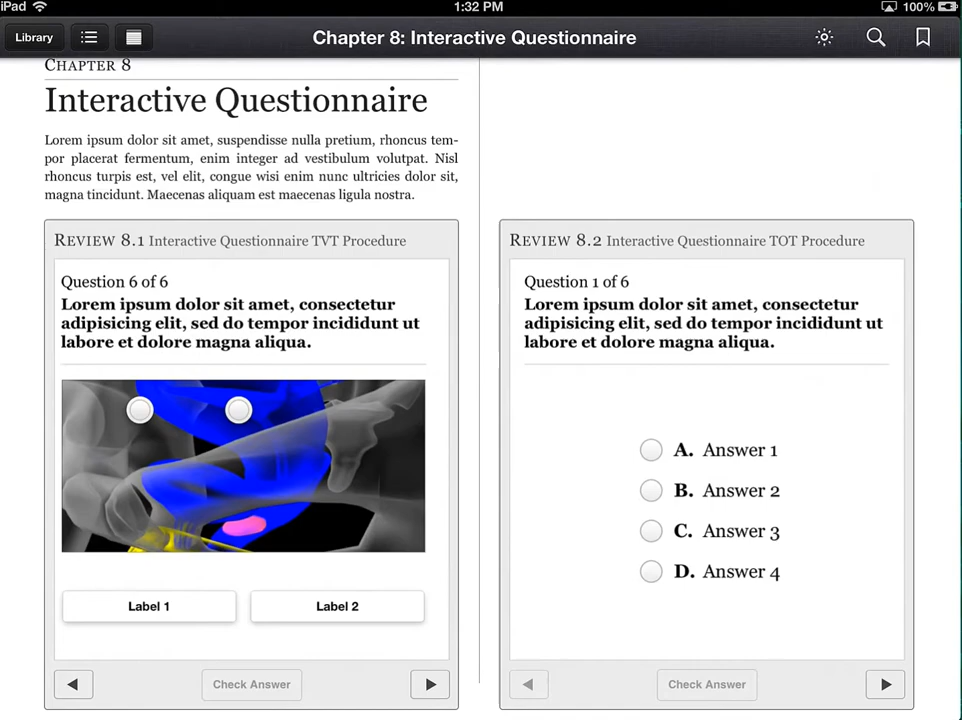 iPad 1:32 PM 100%
Library Chapter 8: Interactive Questionnaire
Chapter 8
Interactive Questionnaire
Lorem ipsum dolor sit amet, suspendisse nulla pretium, rhoncus tem-
por placerat fermentum, enim integer ad vestibulum volutpat. Nisl
rhoncus turpis est, vel elit, congue wisi enim nunc ultricies dolor sit,
magna tincidunt. Maecenas aliquam est maecenas ligula nostra.
Review 8.1 Interactive Questionnaire TVT Procedure
Question 6 of 6
Lorem ipsum dolor sit amet, consectetur
adipisicing elit, sed do tempor incididunt ut
labore et dolore magna aliqua.
Label 1 Label 2
Check Answer
Review 8.2 Interactive Questionnaire TOT Procedure
Question 1 of 6
Lorem ipsum dolor sit amet, consectetur
adipisicing elit, sed do tempor incididunt ut
labore et dolore magna aliqua.
A. Answer 1
B. Answer 2
C. Answer 3
D. Answer 4
Check Answer